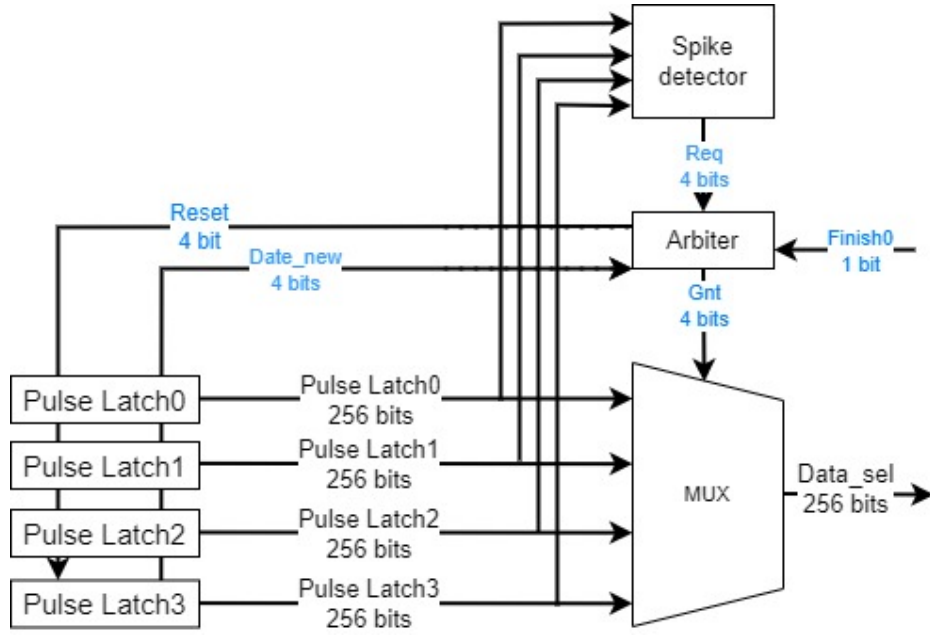 Spike
detector
Req
4 bits
Reset
4 bit
Arbiter
Finish0
1 bit
Date_new
4 bits
Gnt
4 bits
Pulse Latch0
Pulse Latch0
256 bits
Pulse Latch1
Pulse Latch1
256 bits
MUX
Data_sel
256 bits
Pulse Latch2
Pulse Latch2
256 bits
Pulse Latch3
Pulse Latch3
256 bits